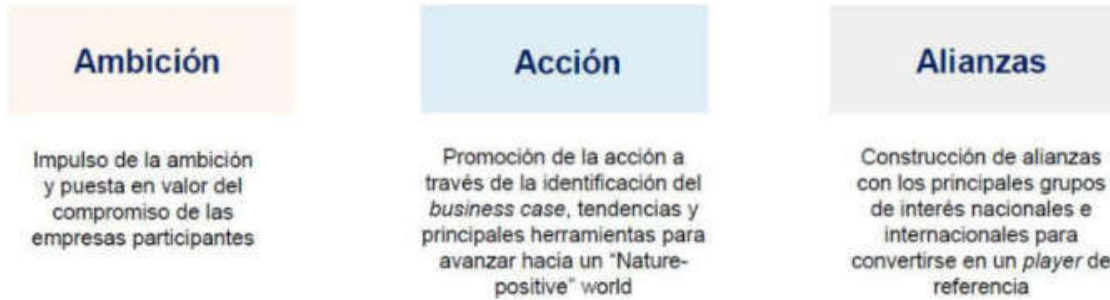 Ambición
Impulso de la ambición
y puesta en valor del
compromiso de las
empresas participantes
Acción
Promoción de la acción a
través de la identificación del
business case, tendencias y
principales herramientas para
avanzar hacia un “Nature-
positive” world
Alianzas
Construcción de alianzas
con los principales grupos
de interés nacionales e
internacionales para
convertirse en un player de
referencia